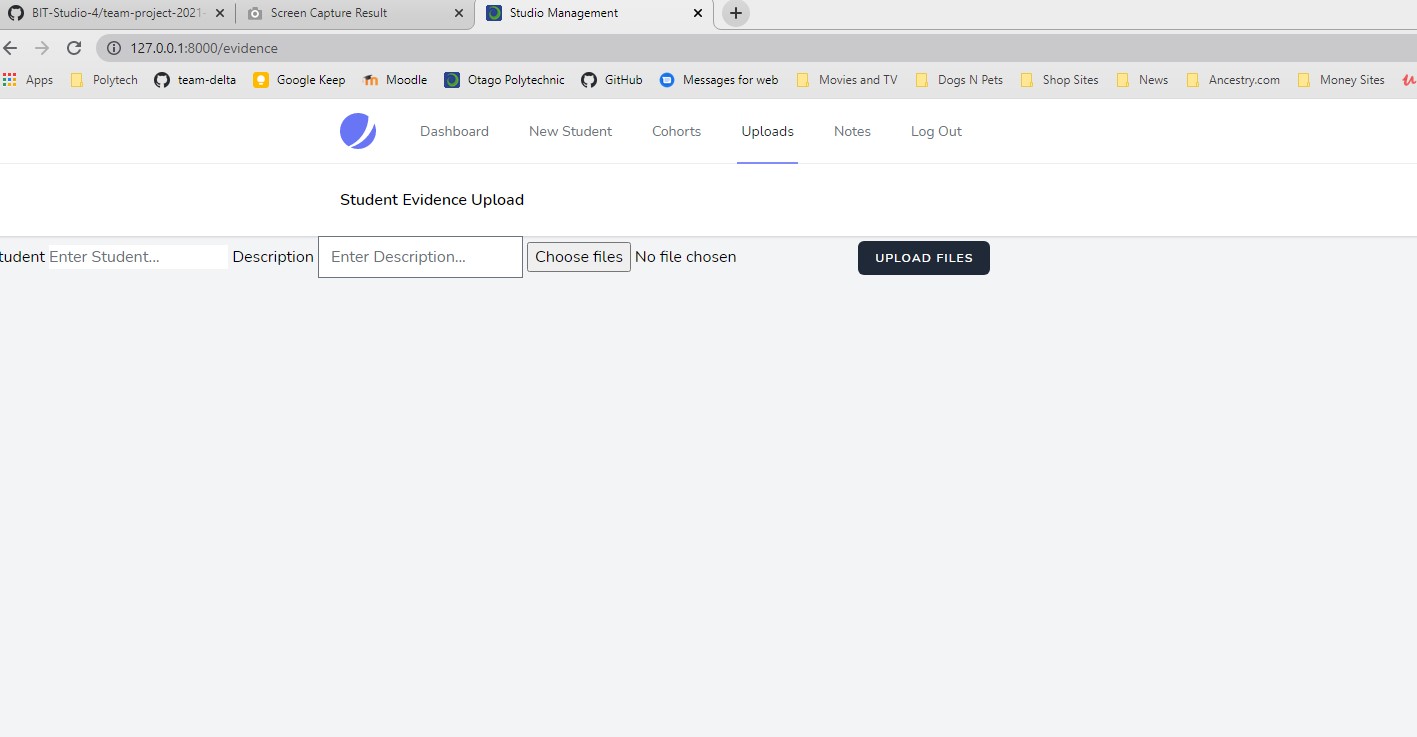 BIT-Studio-4/team-project-2021- Screen Capture Result Studio Management
127.0.0.1:8000/evidence
Apps Polytech team-delta Google Keep Moodle Otago Polytechnic GitHub Messages for web Movies and TV Dogs N Pets Shop Sites News Ancestry.com Money Sites
Dashboard New Student Cohorts Uploads Notes Log Out
Student Evidence Upload
tudent Enter Student... Description Enter Description... Choose files No file chosen UPLOAD FILES